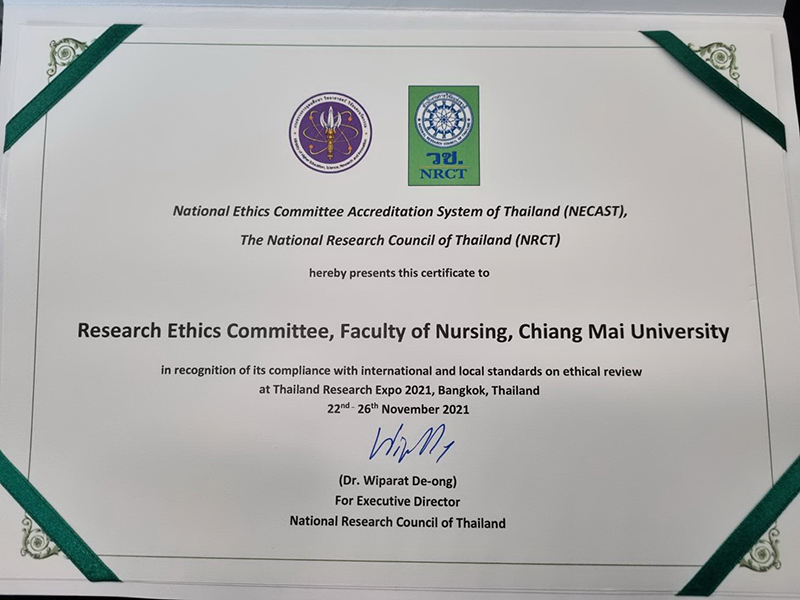 วช.
NRCT
National Ethics Committee Accreditation System of Thailand (NECAST),
The National Research Council of Thailand (NRCT)
hereby presents this certificate to
Research Ethics Committee, Faculty of Nursing, Chiang Mai University
in recognition of its compliance with international and local standards on ethical review
at Thailand Research Expo 2021, Bangkok, Thailand
22nd - 26th November 2021
(Dr. Wiparat De-ong)
For Executive Director
National Research Council of Thailand